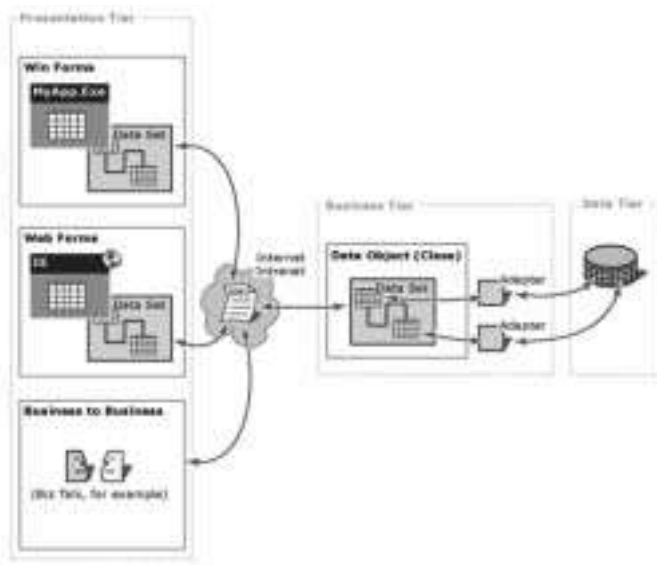 Presentation Tier
Win Forms
MyApp.Exe
Data Set
Web Forms
IE
Data Set
Business to Business
(Biz Talk, for example)
Internet
Intranet
Business Tier
Data Object (Class)
Data Set
Adapter
Adapter
Data Tier